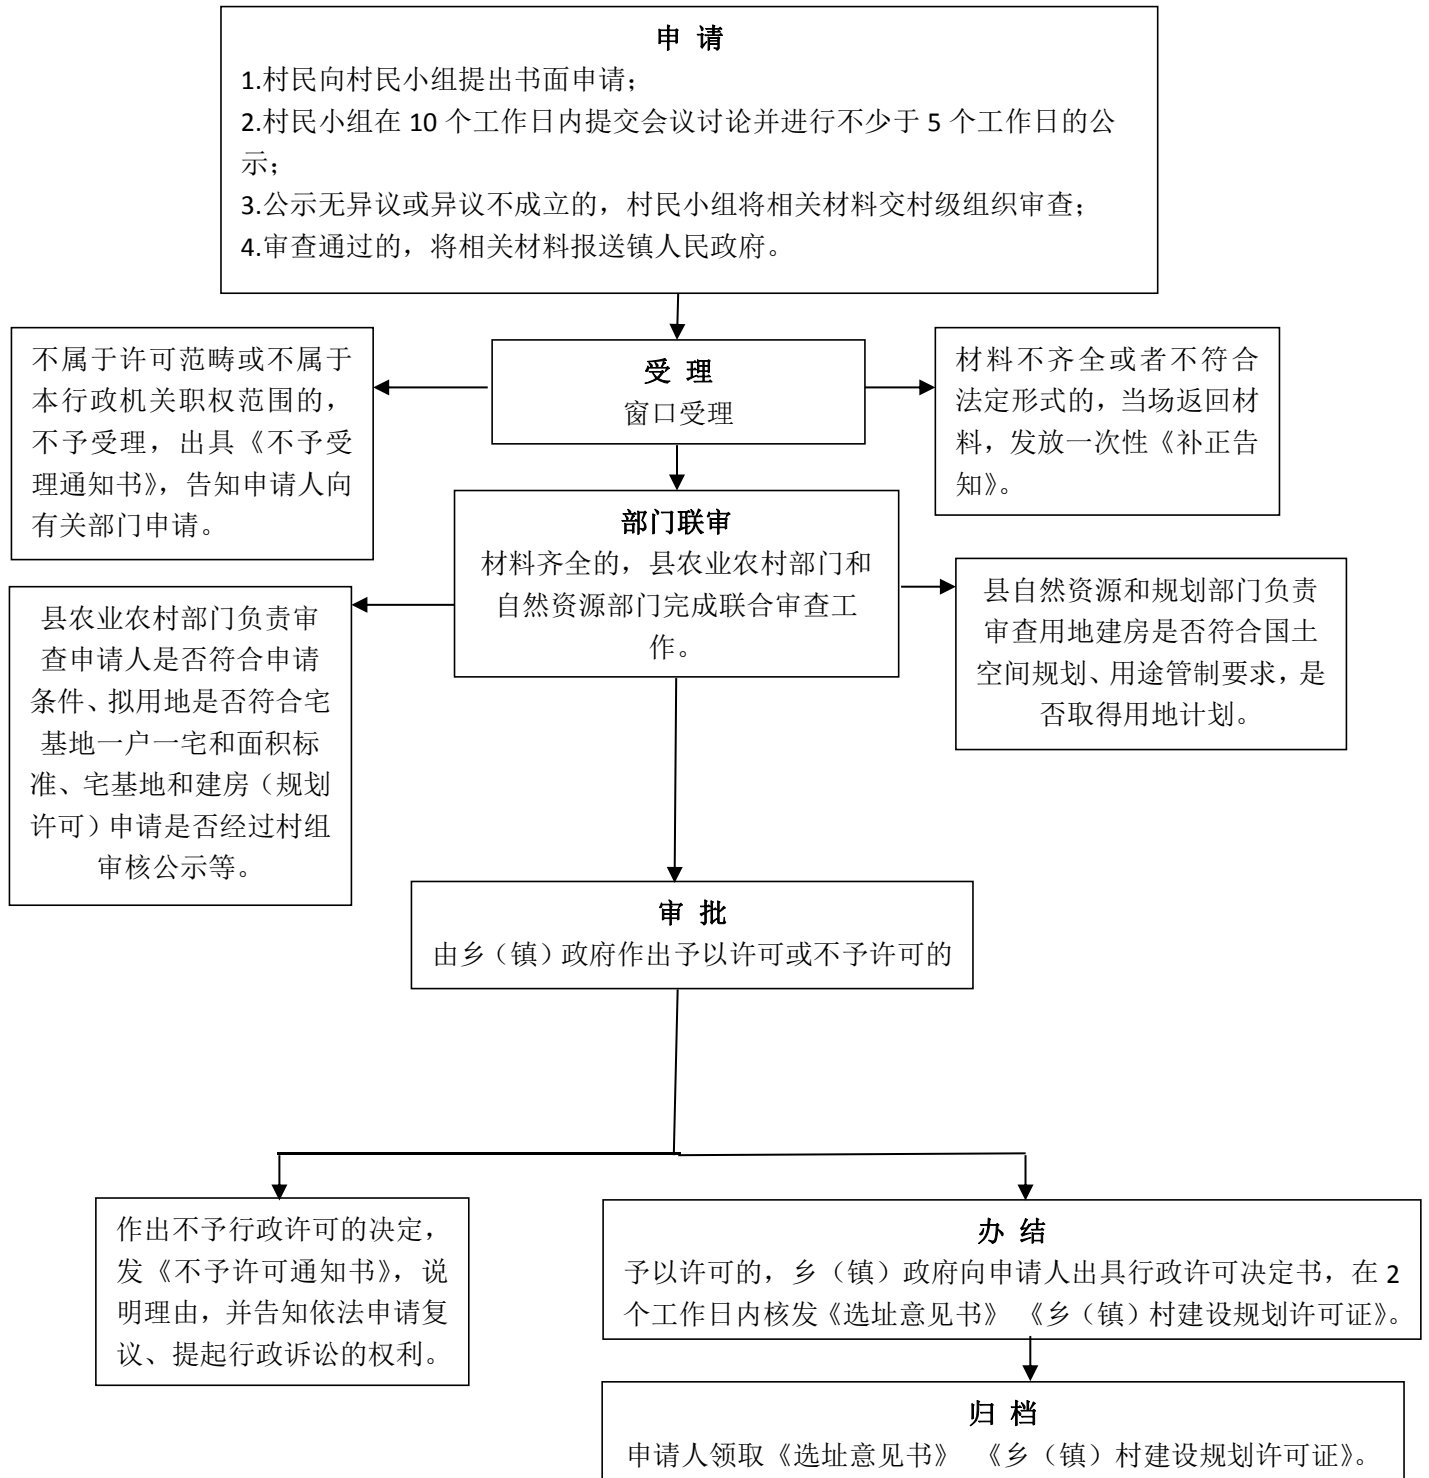 申 请
1.村民向村民小组提出书面申请；
2.村民小组在 10 个工作日内提交会议讨论并进行不少于 5 个工作日的公
示；
3.公示无异议或异议不成立的，村民小组将相关材料交村级组织审查；
4.审查通过的，将相关材料报送镇人民政府。
不属于许可范畴或不属于
本行政机关职权范围的，
不予受理，出具《不予受
理通知书》，告知申请人向
有关部门申请。
受 理
窗口受理
材料不齐全或者不符合
法定形式的，当场返回材
料，发放一次性《补正告
知》。
部门联审
材料齐全的，县农业农村部门和
自然资源部门完成联合审查工
作。
县农业农村部门负责审
查申请人是否符合申请
条件、拟用地是否符合宅
基地一户一宅和面积标
准、宅基地和建房（规划
许可）申请是否经过村组
审核公示等。
县自然资源和规划部门负责
审查用地建房是否符合国土
空间规划、用途管制要求，是
否取得用地计划。
审 批
由乡（镇）政府作出予以许可或不予许可的
作出不予行政许可的决定，
发《不予许可通知书》，说
明理由，并告知依法申请复
议、提起行政诉讼的权利。
办 结
予以许可的，乡（镇）政府向申请人出具行政许可决定书，在 2
个工作日内核发《选址意见书》 《乡（镇）村建设规划许可证》。
归 档
申请人领取《选址意见书》 《乡（镇）村建设规划许可证》。